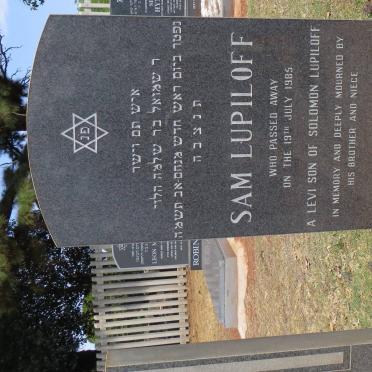 פנ
איש תם וישר
ר שמואל בר שלמה הלוי
נפטר ביום ראש חדש מנחם אב תשמה
ת נ צ ב ה
SAM LUPILOFF
WHO PASSED AWAY
ON THE 19TH JULY 1985
A LEVI SON OF SOLOMON LUPILOFF
IN MEMORY AND DEEPLY MOURNED BY
HIS BROTHER AND NIECE